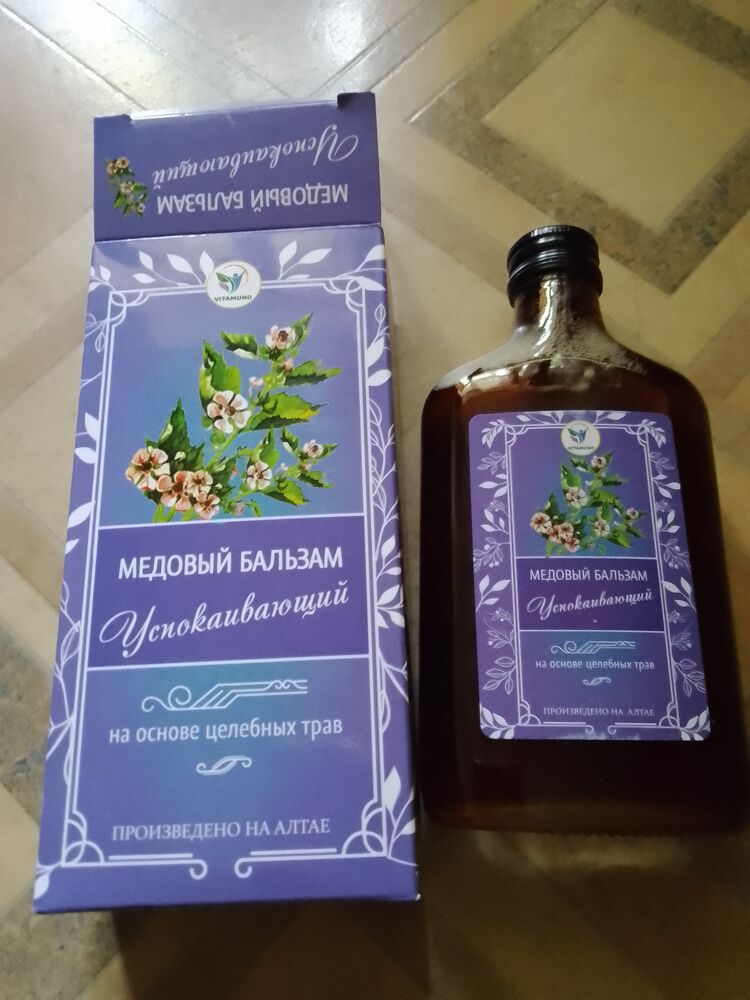 МЕДОВЫЙ БАЛЬЗАМ
Успокаивающий
VITAMUNO
МЕДОВЫЙ БАЛЬЗАМ
Успокаивающий
на основе целебных трав
ПРОИЗВЕДЕНО НА АЛТАЕ
VITAMUNO
МЕДОВЫЙ БАЛЬЗАМ
Успокаивающий
на основе целебных трав
ПРОИЗВЕДЕНО НА АЛТАЕ